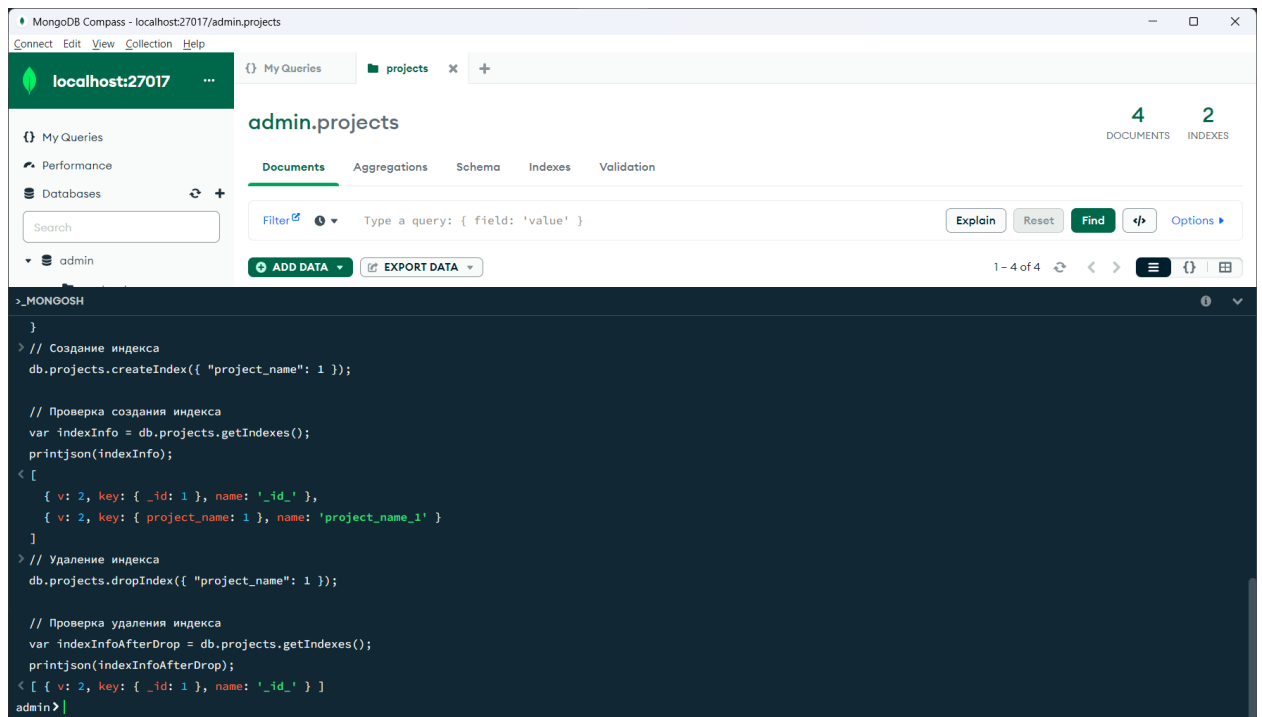 MongoDB Compass - localhost:27017/admin.projects
Connect Edit View Collection Help
localhost:27017 ...
{} My Queries
projects
My Queries
Performance
Databases
Search
admin
admin.projects
4
DOCUMENTS
2
INDEXES
Documents Aggregations Schema Indexes Validation
Filter Type a query: { field: 'value' } Explain Reset Find </> Options
ADD DATA EXPORT DATA 1 – 4 of 4 {}
>_MONGOSH
}
> // Создание индекса
db.projects.createIndex({ "project_name": 1 });
// Проверка создания индекса
var indexInfo = db.projects.getIndexes();
printjson(indexInfo);
< [
{ v: 2, key: { _id: 1 }, name: '_id_' },
{ v: 2, key: { project_name: 1 }, name: 'project_name_1' }
]
> // Удаление индекса
db.projects.dropIndex({ "project_name": 1 });
// Проверка удаления индекса
var indexInfoAfterDrop = db.projects.getIndexes();
printjson(indexInfoAfterDrop);
< [ { v: 2, key: { _id: 1 }, name: '_id_' } ]
admin>